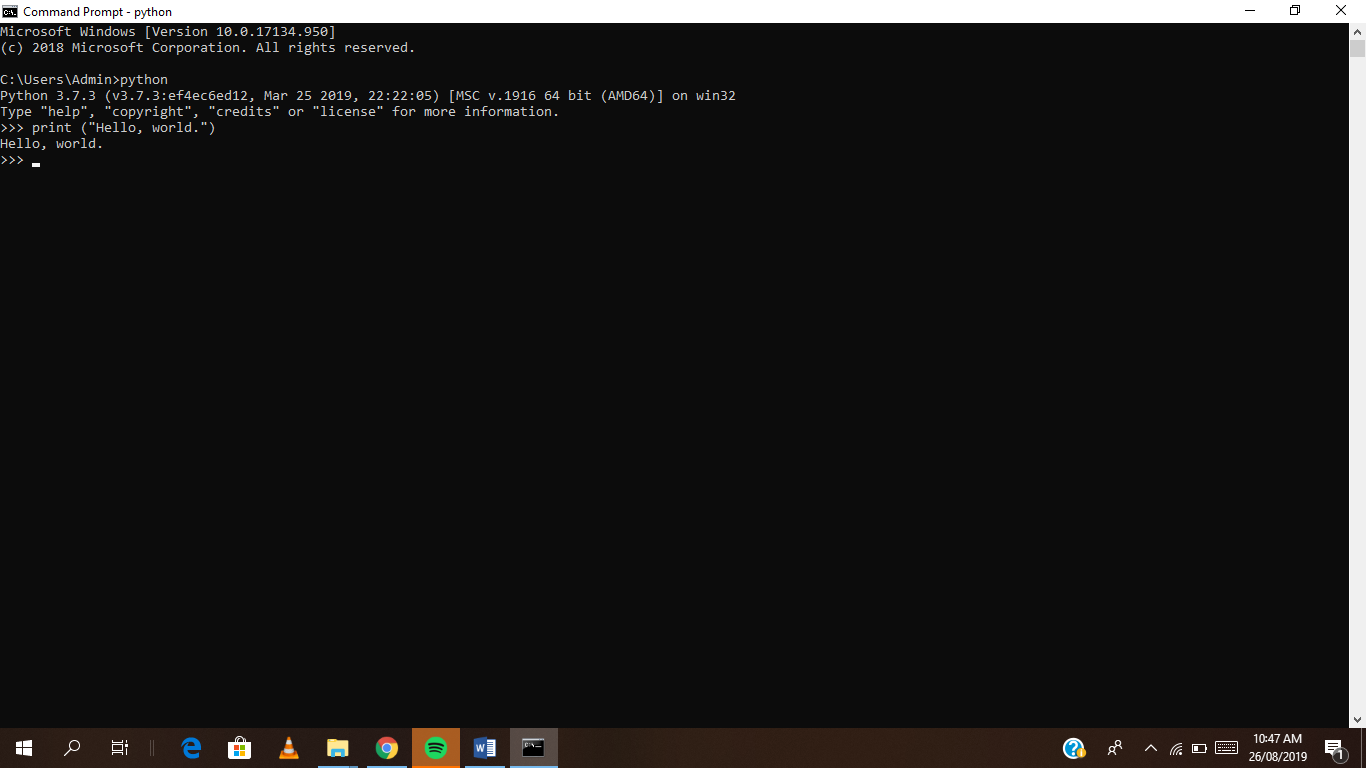 Command Prompt - python
Microsoft Windows [Version 10.0.17134.950]
(c) 2018 Microsoft Corporation. All rights reserved.
C:\Users\Admin>python
Python 3.7.3 (v3.7.3:ef4ec6ed12, Mar 25 2019, 22:22:05) [MSC v.1916 64 bit (AMD64)] on win32
Type "help", "copyright", "credits" or "license" for more information.
>>> print ("Hello, world.")
Hello, world.
>>>
10:47 AM
26/08/2019
1